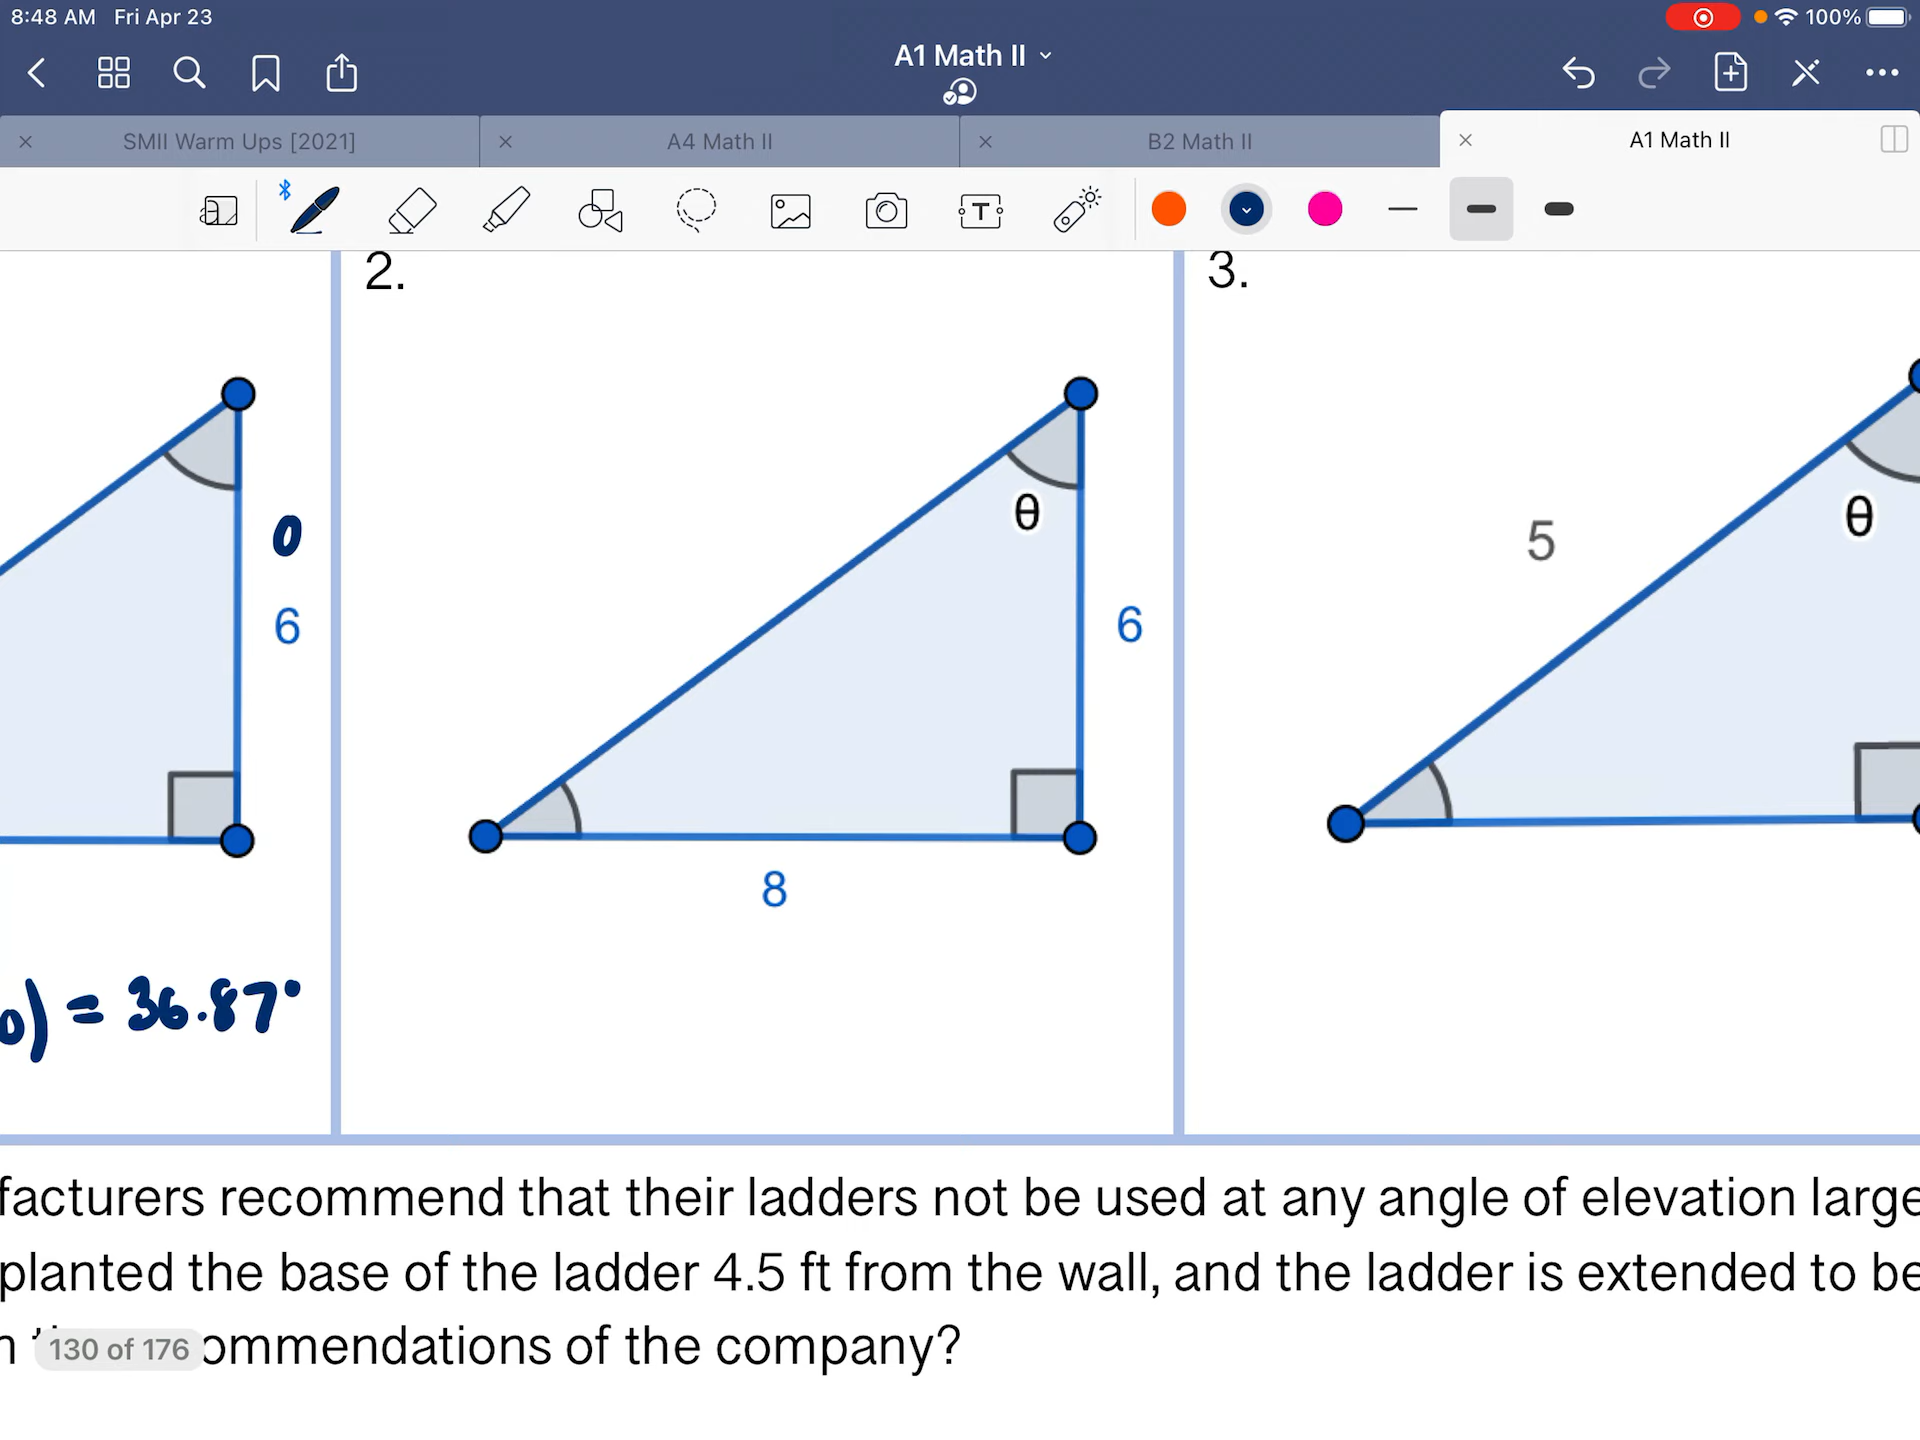 8:48 AM Fri Apr 23
100%
A1 Math II
SMII Warm Ups [2021]
A4 Math II
B2 Math II
A1 Math II
2.
3.
θ
θ
O
5
6
6
8
0) = 36.87°
facturers recommend that their ladders not be used at any angle of elevation large
planted the base of the ladder 4.5 ft from the wall, and the ladder is extended to be
ommendations of the company?
130 of 176